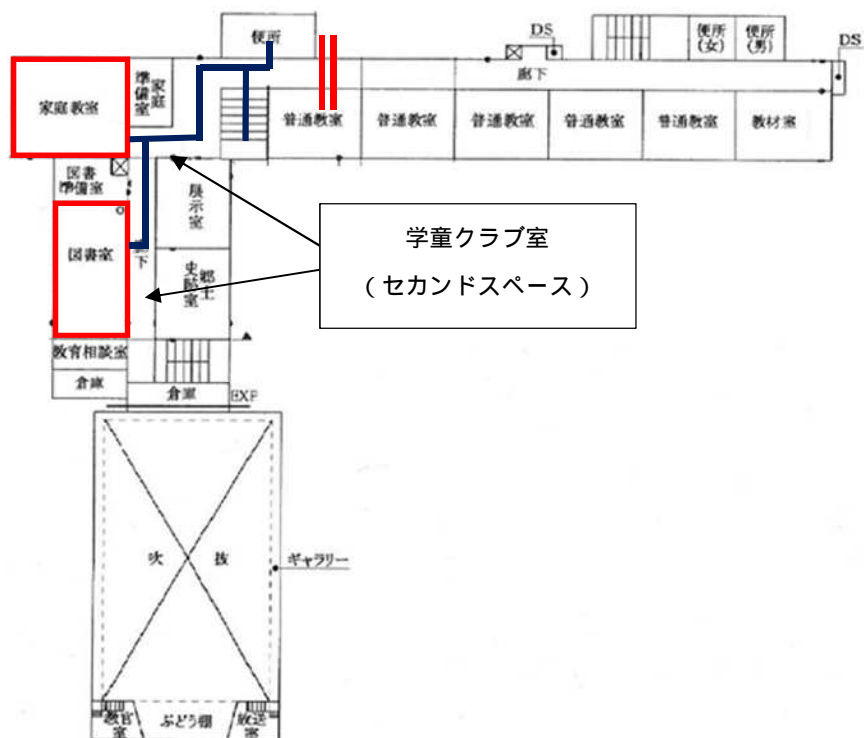 便所
DS
便所
(女)
便所
(男)
DS
廊下
家庭教室
家庭
準備室
普通教室
普通教室
普通教室
普通教室
普通教室
教材室
図書
準備室
展示室
学童クラブ室
(セカンドスペース)
図書室
下
郷土
史料室
教育相談室
倉庫
倉庫
EXP
吹抜
ギャラリー
教官室
ぶどう棚
放送室